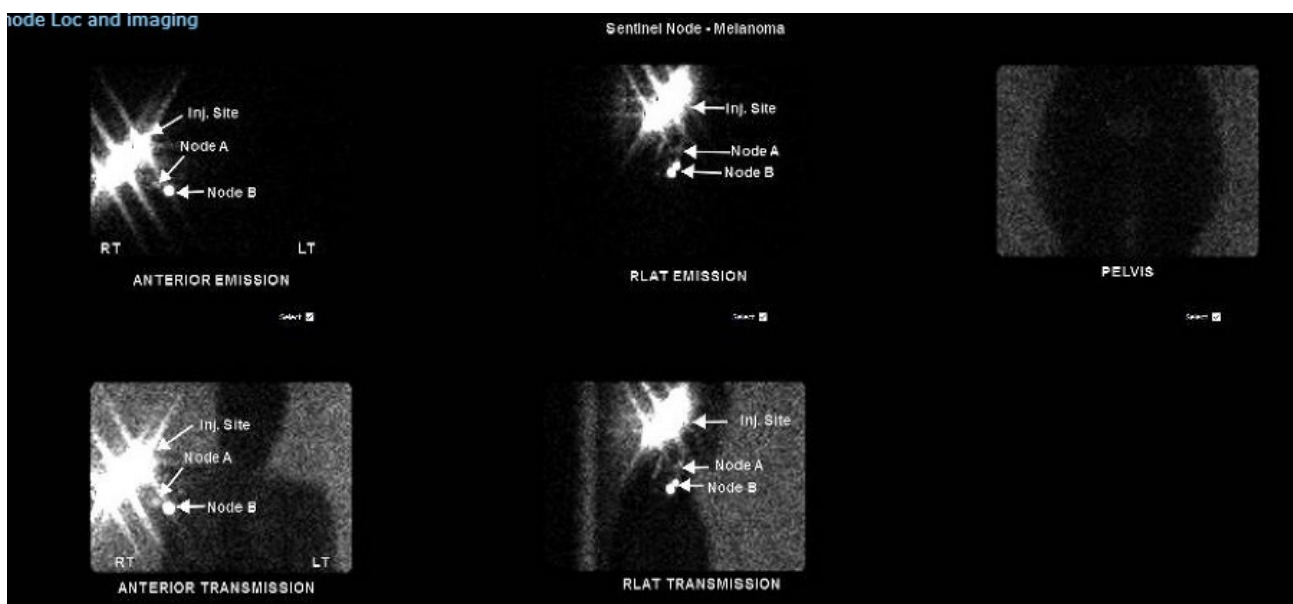 node Loc and imaging
Sentinel Node - Melanoma
Inj. Site
Node A
Node B
RT LT
ANTERIOR EMISSION
Select
Inj. Site
Node A
Node B
RLAT EMISSION
Select
PELVIS
Select
Inj. Site
Node A
Node B
RT LT
ANTERIOR TRANSMISSION
Inj. Site
Node A
Node B
RLAT TRANSMISSION